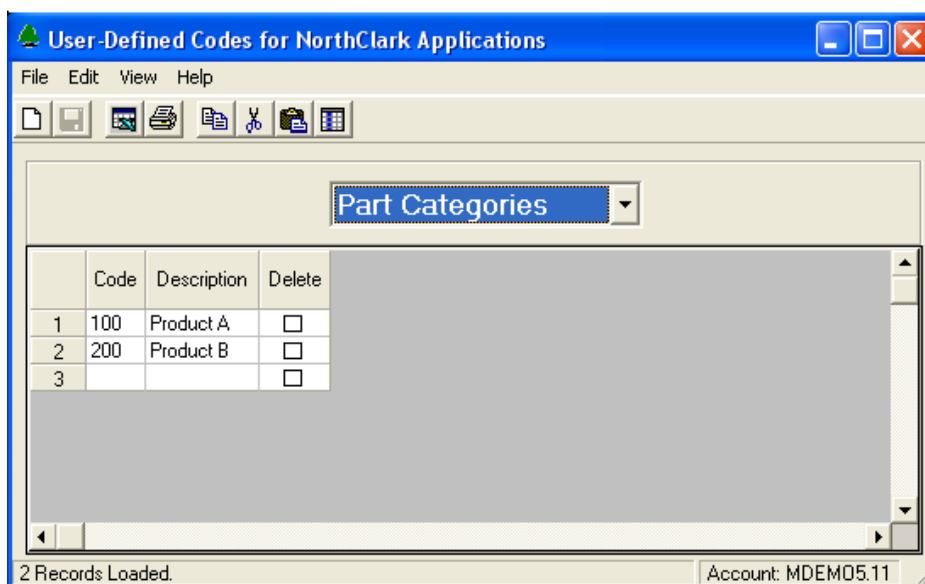 User-Defined Codes for NorthClark Applications
File Edit View Help
Part Categories
Code Description Delete
1 100 Product A
2 200 Product B
3
2 Records Loaded. Account: MDEMO5.11